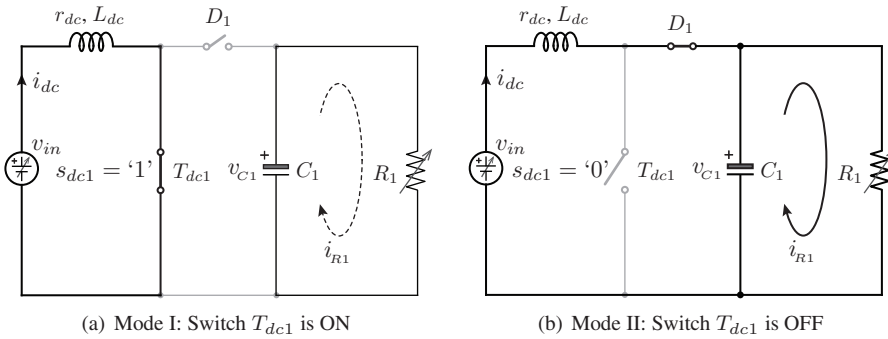 r_dc, L_dc
D_1
i_dc
v_in
s_dc1 = ‘1’
T_dc1
+
v_C1
C_1
R_1
i_R1
(a) Mode I: Switch T_dc1 is ON
r_dc, L_dc
D_1
i_dc
v_in
s_dc1 = ‘0’
T_dc1
+
v_C1
C_1
R_1
i_R1
(b) Mode II: Switch T_dc1 is OFF